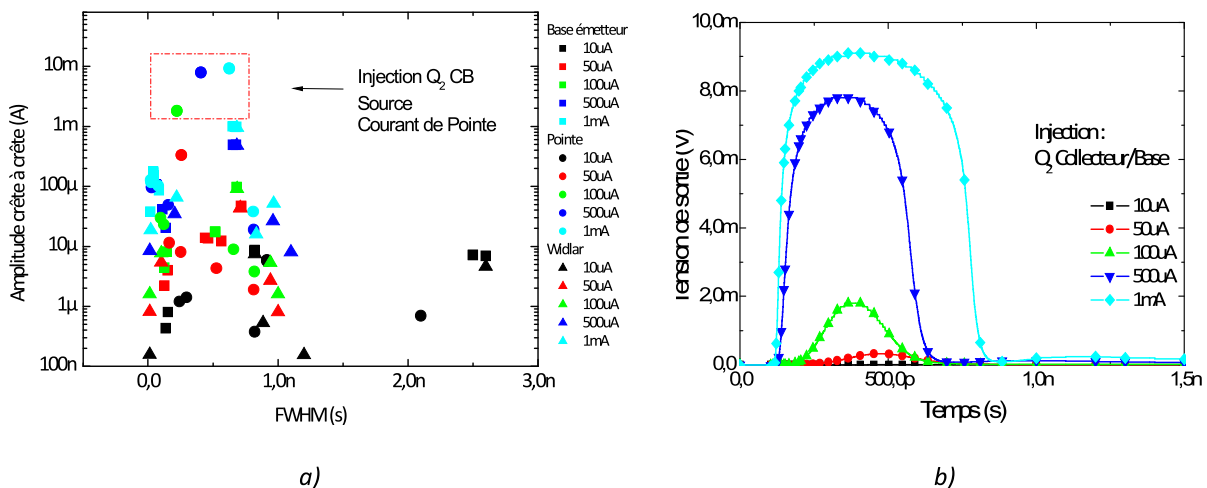 Amplitude crête à crête (A)
10m
1m
100µ
10µ
1µ
100n
0,0
1,0n
2,0n
3,0n
FWHM (s)
Injection Q2 CB
Source
Courant de Pointe
Base émetteur
10uA
50uA
100uA
500uA
1mA
Pointe
10uA
50uA
100uA
500uA
1mA
Widlar
10uA
50uA
100uA
500uA
1mA
a)
Tension de sortie (V)
10,0m
8,0m
6,0m
4,0m
2,0m
0,0
0,0
500,0p
1,0n
1,5n
Temps (s)
Injection :
Q2 Collecteur/Base
10uA
50uA
100uA
500uA
1mA
b)